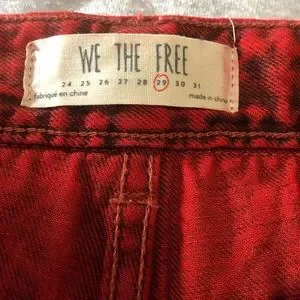 WE THE FREE
24 25 26 27 28 29 30 31
fabriqué en chine made in china